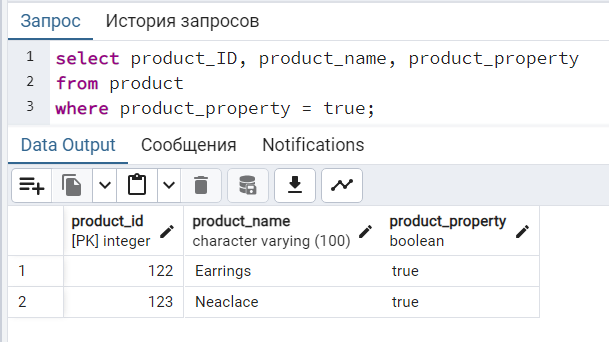 Запрос История запросов
1 select product_ID, product_name, product_property
2 from product
3 where product_property = true;
Data Output Сообщения Notifications
product_id product_name product_property
[PK] integer character varying (100) boolean
1 122 Earrings true
2 123 Neaclace true